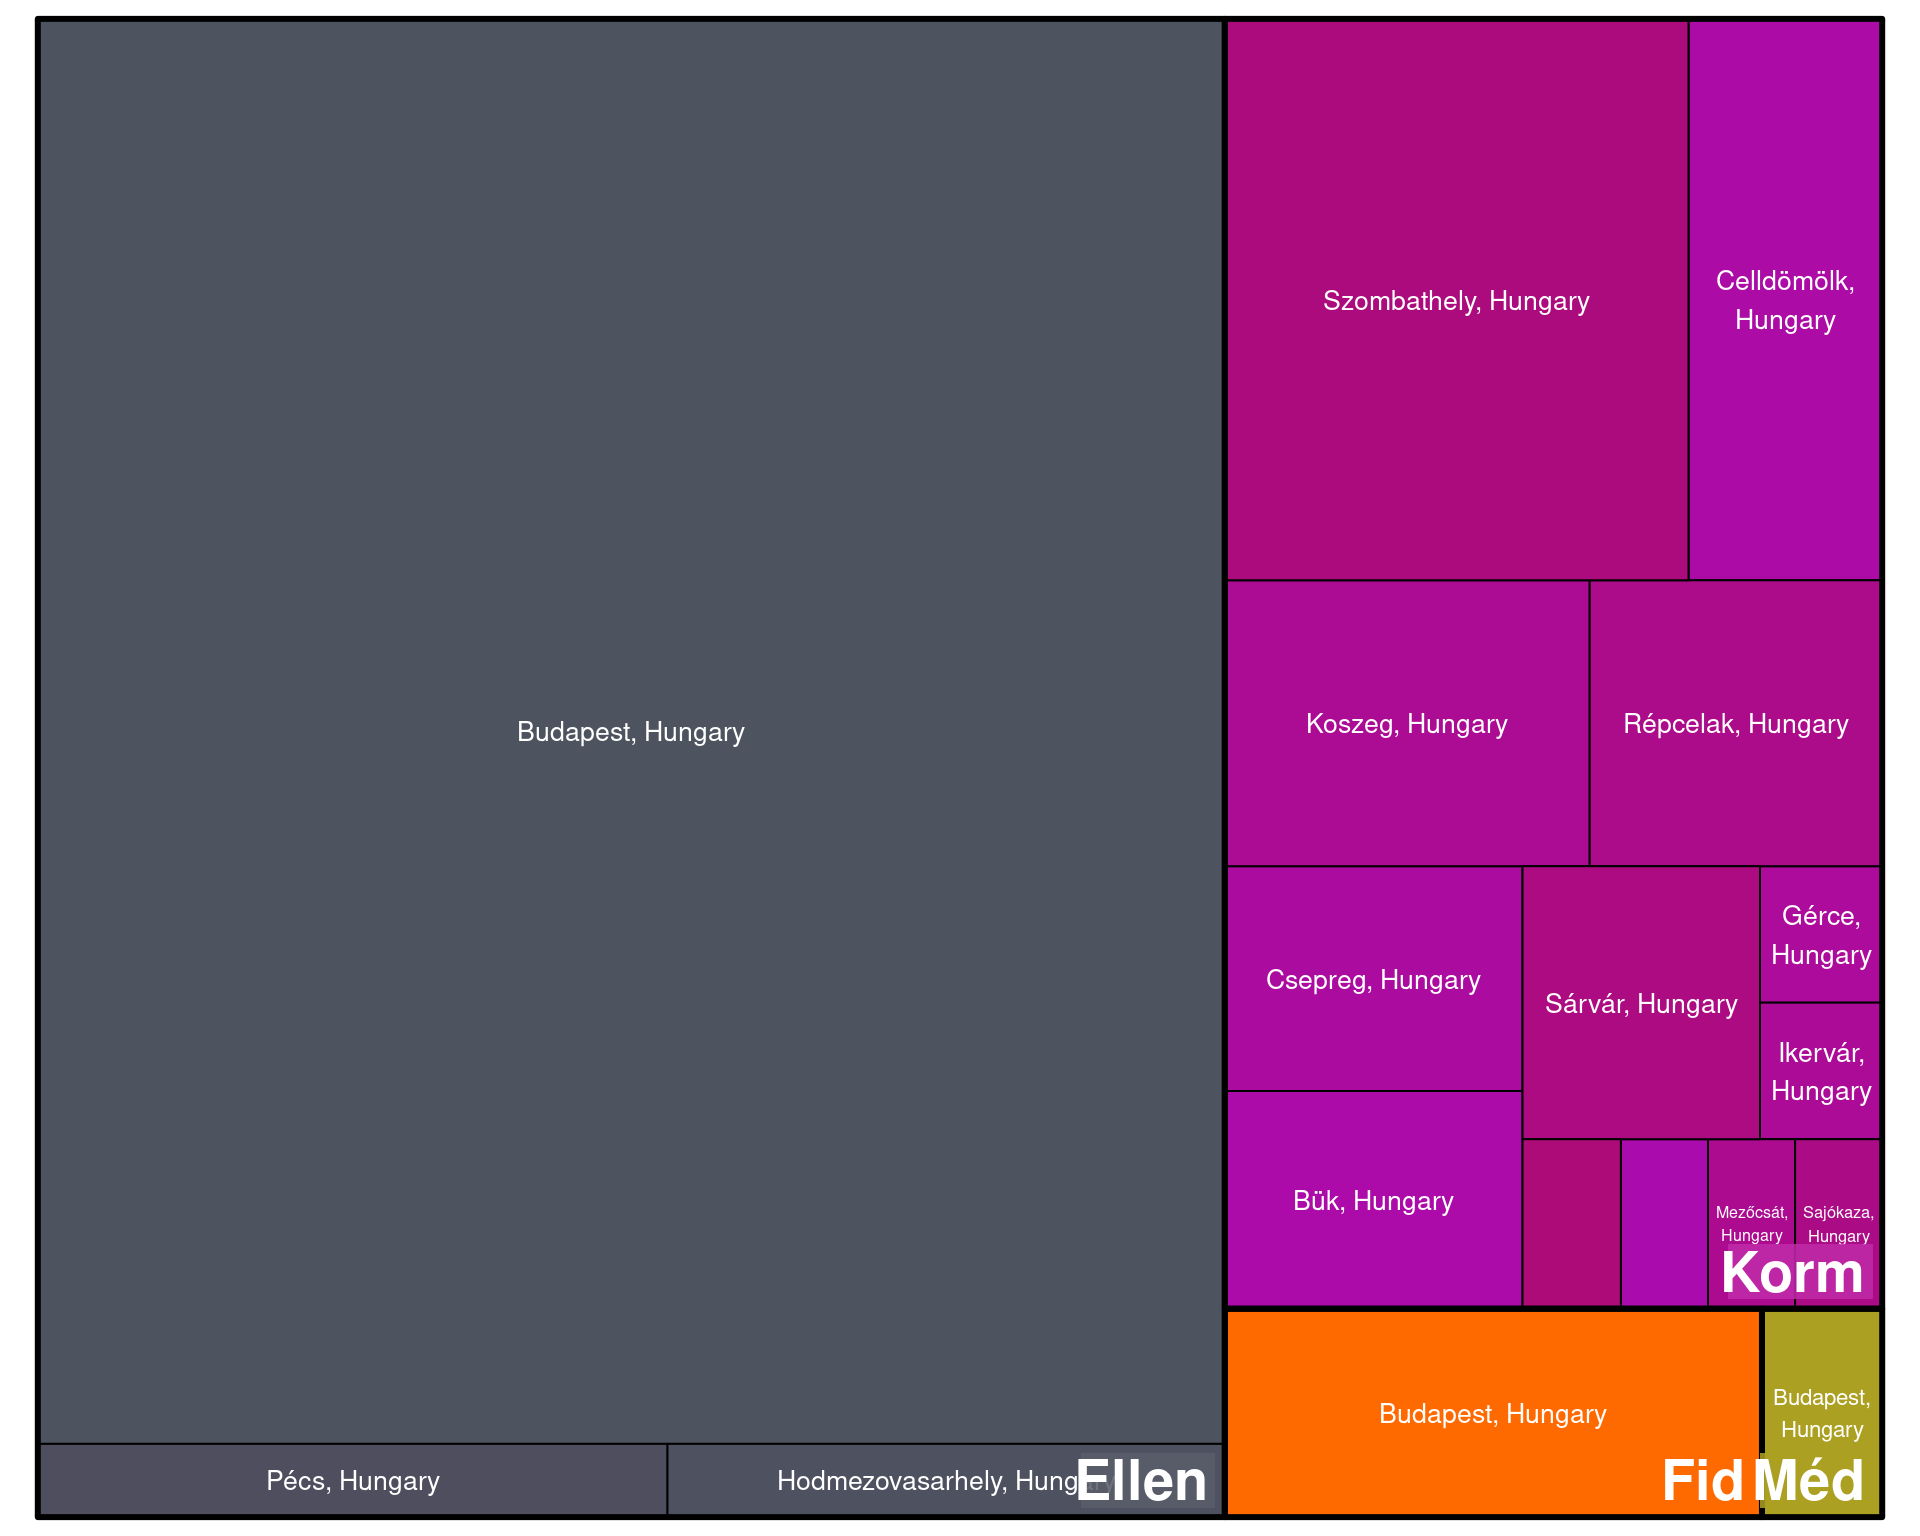 Budapest, Hungary
Pécs, Hungary
Hodmezovasarhely, Hungary
Ellen
Szombathely, Hungary
Celldömölk,
Hungary
Koszeg, Hungary
Répcelak, Hungary
Csepreg, Hungary
Sárvár, Hungary
Gérce,
Hungary
Ikervár,
Hungary
Bük, Hungary
Mezőcsát,
Hungary
Sajókaza,
Hungary
Korm
Budapest, Hungary
Fid
Budapest,
Hungary
Méd